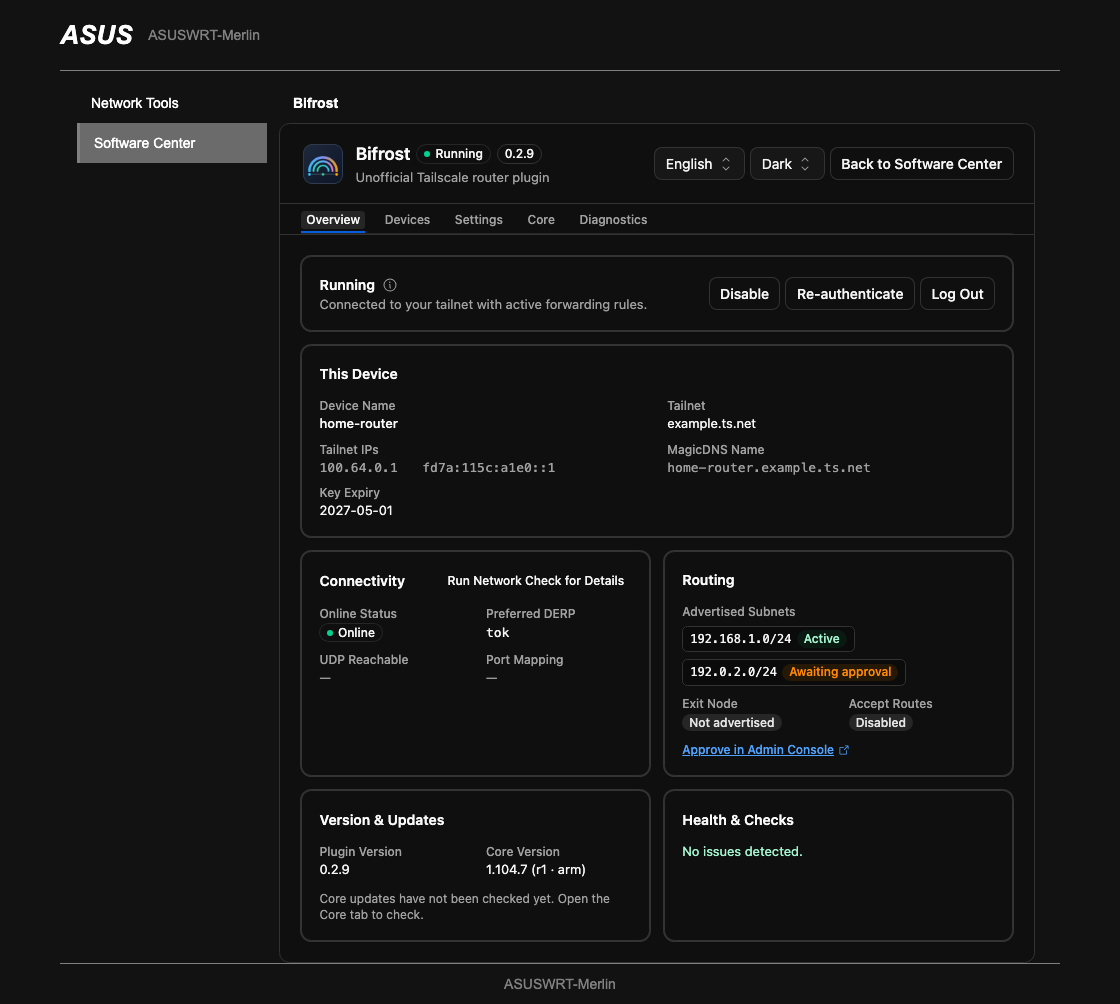 ASUS ASUSWRT-Merlin
Network Tools
Software Center
Bifrost
Bifrost Running 0.2.9
Unofficial Tailscale router plugin
English Dark Back to Software Center
Overview Devices Settings Core Diagnostics
Running
Connected to your tailnet with active forwarding rules.
Disable Re-authenticate Log Out
This Device
Device Name
home-router
Tailnet
example.ts.net
Tailnet IPs
100.64.0.1 fd7a:115c:a1e0::1
MagicDNS Name
home-router.example.ts.net
Key Expiry
2027-05-01
Connectivity Run Network Check for Details
Online Status
Online
Preferred DERP
tok
UDP Reachable
—
Port Mapping
—
Routing
Advertised Subnets
192.168.1.0/24 Active
192.0.2.0/24 Awaiting approval
Exit Node
Not advertised
Accept Routes
Disabled
Approve in Admin Console
Version & Updates
Plugin Version
0.2.9
Core Version
1.104.7 (r1 · arm)
Core updates have not been checked yet. Open the
Core tab to check.
Health & Checks
No issues detected.
ASUSWRT-Merlin